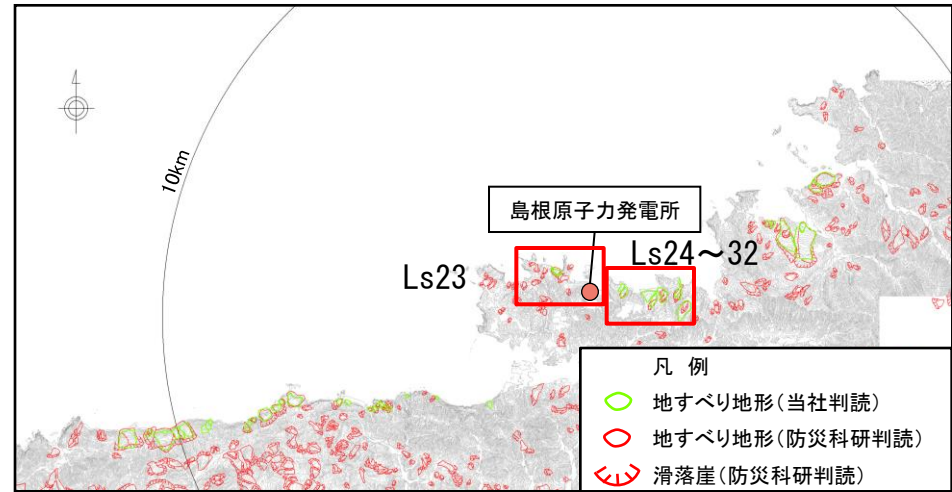 10km
島根原子力発電所
Ls23
Ls24～32
凡 例
地すべり地形(当社判読)
地すべり地形(防災科研判読)
滑落崖(防災科研判読)